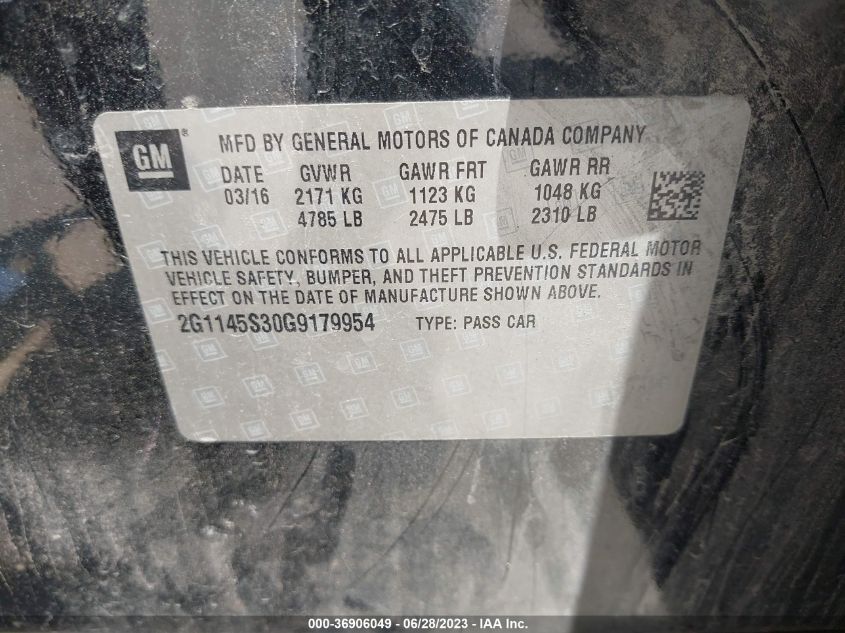 GM
®
MFD BY GENERAL MOTORS OF CANADA COMPANY
DATE GVWR GAWR FRT GAWR RR
03/16 2171 KG 1123 KG 1048 KG
4785 LB 2475 LB 2310 LB
THIS VEHICLE CONFORMS TO ALL APPLICABLE U.S. FEDERAL MOTOR
VEHICLE SAFETY, BUMPER, AND THEFT PREVENTION STANDARDS IN
EFFECT ON THE DATE OF MANUFACTURE SHOWN ABOVE.
2G1145S30G9179954 TYPE: PASS CAR
000-36906049 / 06/28/2023 - IAA Inc.